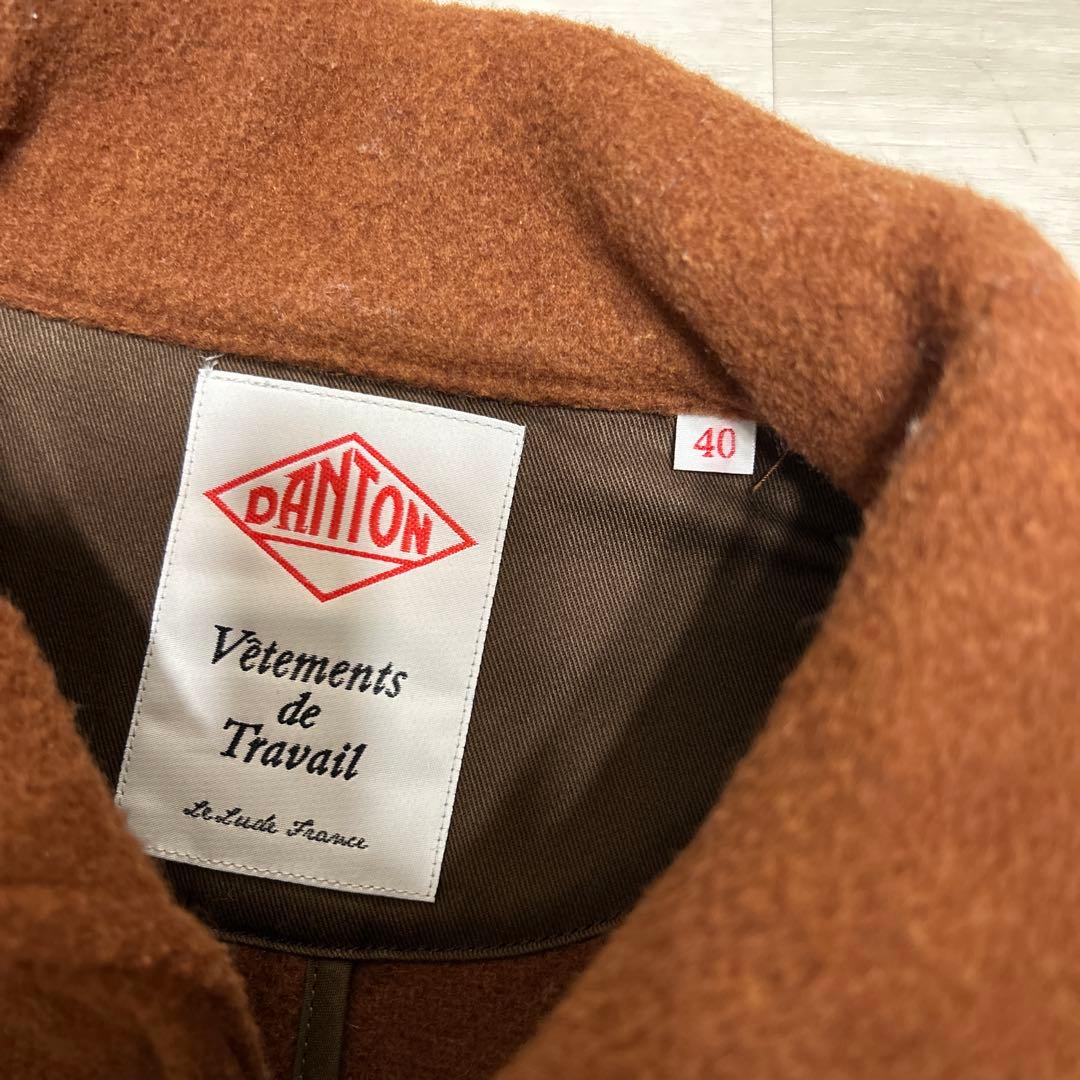 DANTON
40
Vêtements
de
Travail
Le Lude France